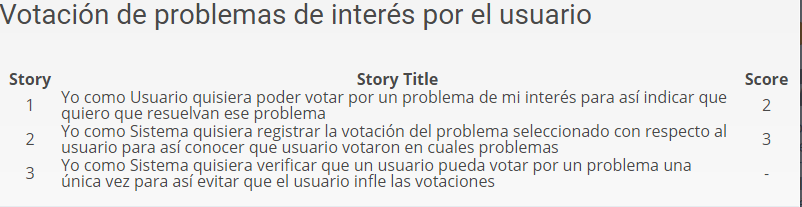 Votación de problemas de interés por el usuario
Story Story Title Score
1 Yo como Usuario quisiera poder votar por un problema de mi interés para así indicar que 2
quiero que resuelvan ese problema
2 Yo como Sistema quisiera registrar la votación del problema seleccionado con respecto al 3
usuario para así conocer que usuario votaron en cuales problemas
3 Yo como Sistema quisiera verificar que un usuario pueda votar por un problema una -
única vez para así evitar que el usuario infle las votaciones